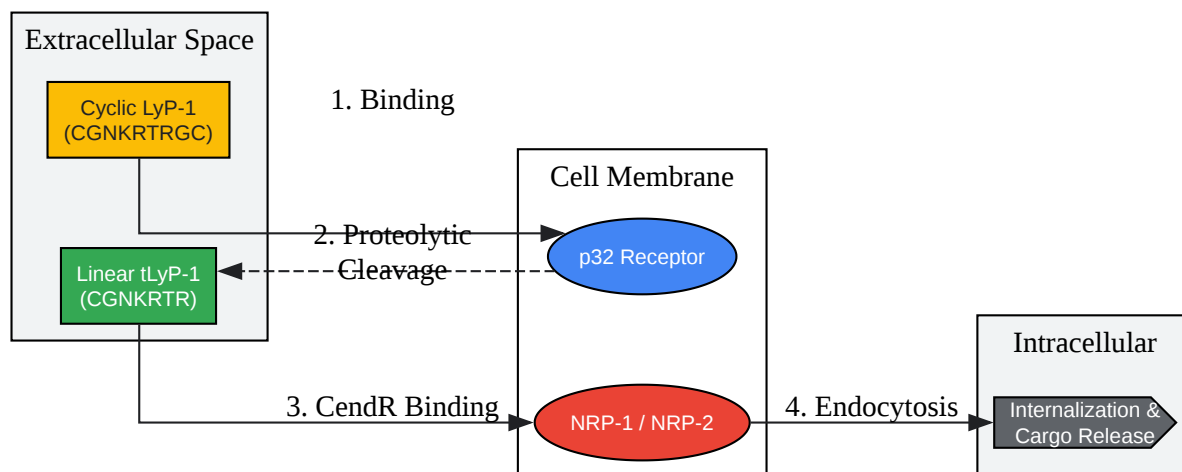 Extracellular Space
Cyclic LyP-1
(CGNKRTRGC)
1. Binding
Cell Membrane
2. Proteolytic
Cleavage
p32 Receptor
Linear tLyP-1
(CGNKRTR)
Intracellular
3. CendR Binding
NRP-1 / NRP-2
4. Endocytosis
Internalization &
Cargo Release